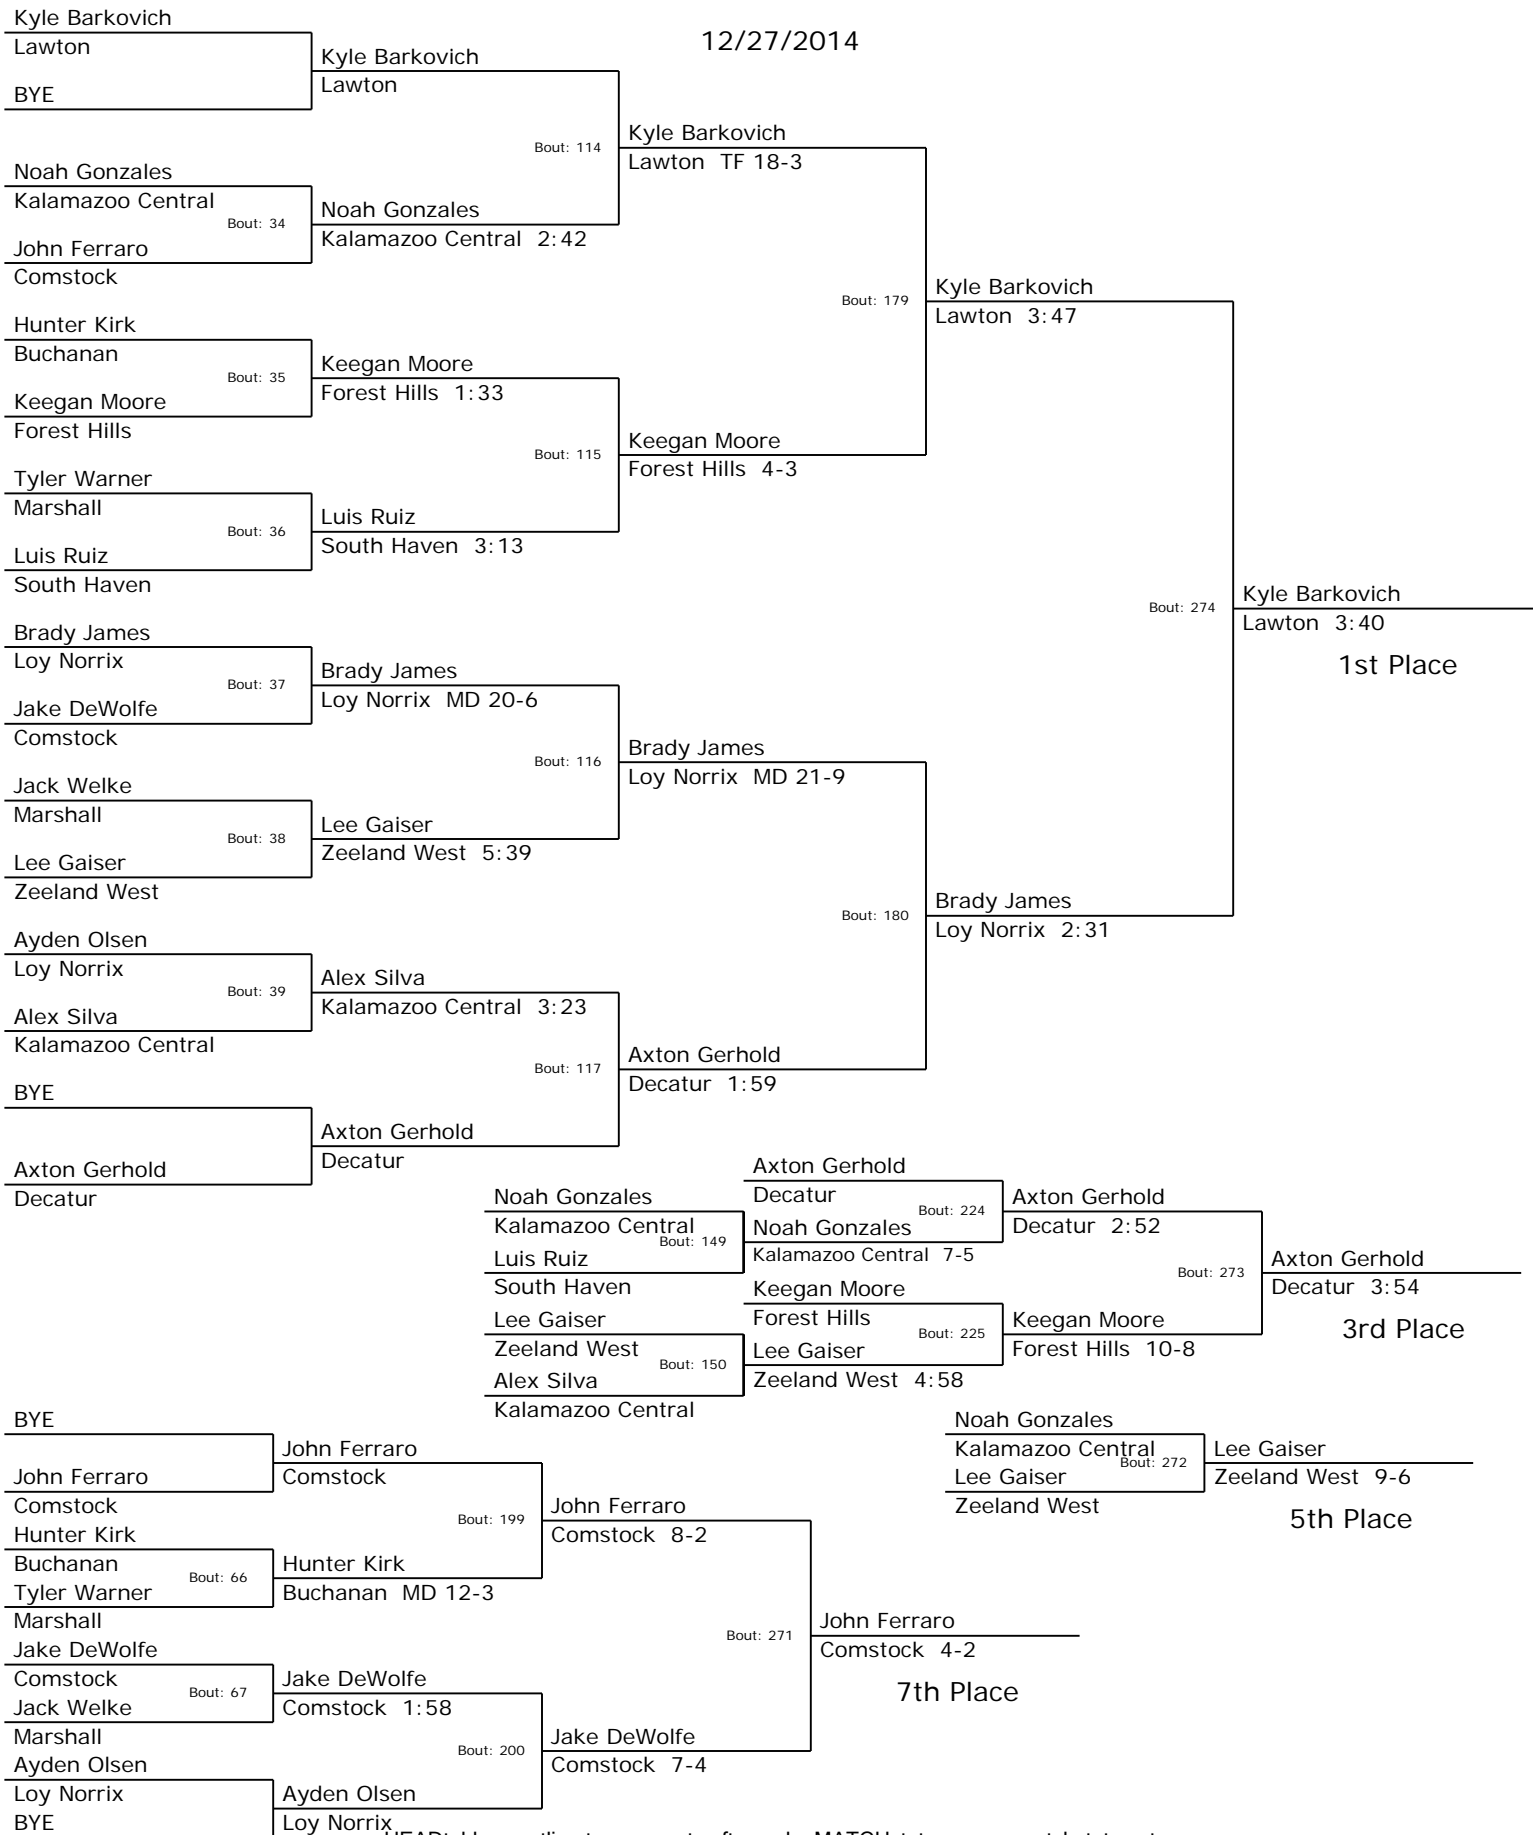 12/27/2014
Kyle Barkovich
Lawton
BYE
Noah Gonzales
Kalamazoo Central
Bout: 34
John Ferraro
Comstock
Hunter Kirk
Buchanan
Bout: 35
Keegan Moore
Forest Hills
Tyler Warner
Marshall
Bout: 36
Luis Ruiz
South Haven
Brady James
Loy Norrix
Bout: 37
Jake DeWolfe
Comstock
Jack Welke
Marshall
Bout: 38
Lee Gaiser
Zeeland West
Ayden Olsen
Loy Norrix
Bout: 39
Alex Silva
Kalamazoo Central
BYE
Axton Gerhold
Decatur
Kyle Barkovich
Lawton
Bout: 114
Noah Gonzales
Kalamazoo Central 2:42
Keegan Moore
Forest Hills 1:33
Bout: 115
Luis Ruiz
South Haven 3:13
Brady James
Loy Norrix MD 20-6
Bout: 116
Lee Gaiser
Zeeland West 5:39
Alex Silva
Kalamazoo Central 3:23
Bout: 117
Axton Gerhold
Decatur
Kyle Barkovich
Lawton TF 18-3
Bout: 179
Keegan Moore
Forest Hills 4-3
Brady James
Loy Norrix MD 21-9
Bout: 180
Axton Gerhold
Decatur 1:59
Kyle Barkovich
Lawton 3:47
Bout: 274
Brady James
Loy Norrix 2:31
Kyle Barkovich
Lawton 3:40
1st Place
Noah Gonzales
Kalamazoo Central
Bout: 149
Luis Ruiz
South Haven
Lee Gaiser
Zeeland West
Bout: 150
Alex Silva
Kalamazoo Central
Axton Gerhold
Decatur
Bout: 224
Noah Gonzales
Kalamazoo Central 7-5
Keegan Moore
Forest Hills
Bout: 225
Lee Gaiser
Zeeland West 4:58
Axton Gerhold
Decatur 2:52
Bout: 273
Keegan Moore
Forest Hills 10-8
Axton Gerhold
Decatur 3:54
3rd Place
Noah Gonzales
Kalamazoo Central
Bout: 272
Lee Gaiser
Zeeland West
Lee Gaiser
Zeeland West 9-6
5th Place
BYE
John Ferraro
Comstock
Hunter Kirk
Buchanan
Bout: 66
Tyler Warner
Marshall
Jake DeWolfe
Comstock
Bout: 67
Jack Welke
Marshall
Ayden Olsen
Loy Norrix
BYE
John Ferraro
Comstock
Bout: 199
Hunter Kirk
Buchanan MD 12-3
Jake DeWolfe
Comstock 1:58
Bout: 200
Ayden Olsen
Loy Norrix
John Ferraro
Comstock 8-2
Bout: 271
Jake DeWolfe
Comstock 7-4
John Ferraro
Comstock 4-2
7th Place